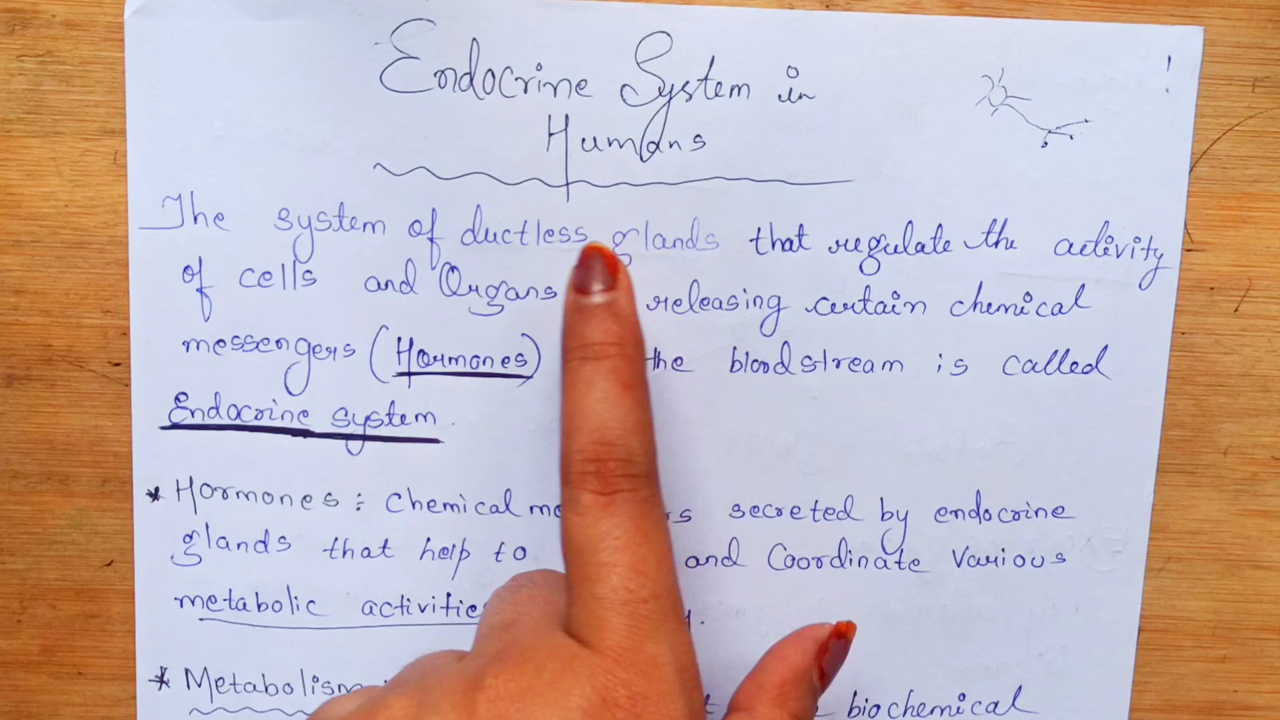 Endocrine System in
Humans
The system of ductless glands that regulate the activity
of cells and Organs releasing certain chemical
messengers (Hormones) the bloodstream is called
Endocrine system.
* Hormones : Chemical secreted by endocrine
glands that help to and Coordinate Various
metabolic activities
* Metabolism biochemical